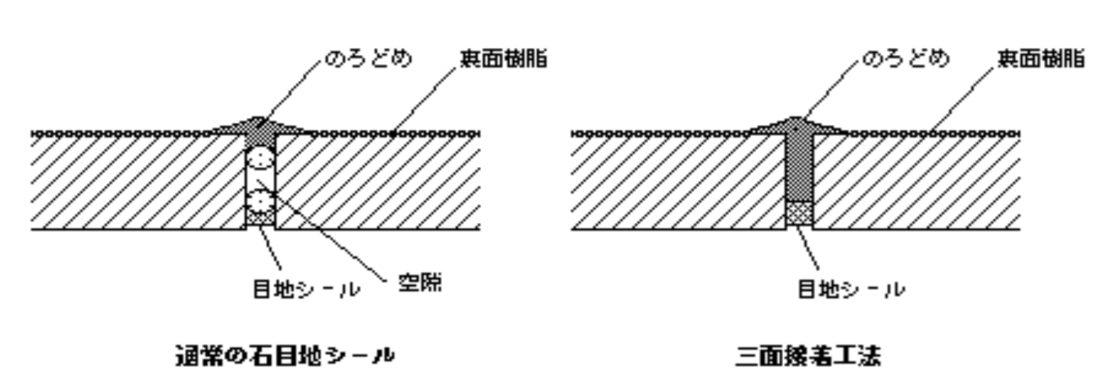 のろどめ
裏面樹脂
目地シール
空隙
通常の石目地シール
のろどめ
裏面樹脂
目地シール
三面接着工法